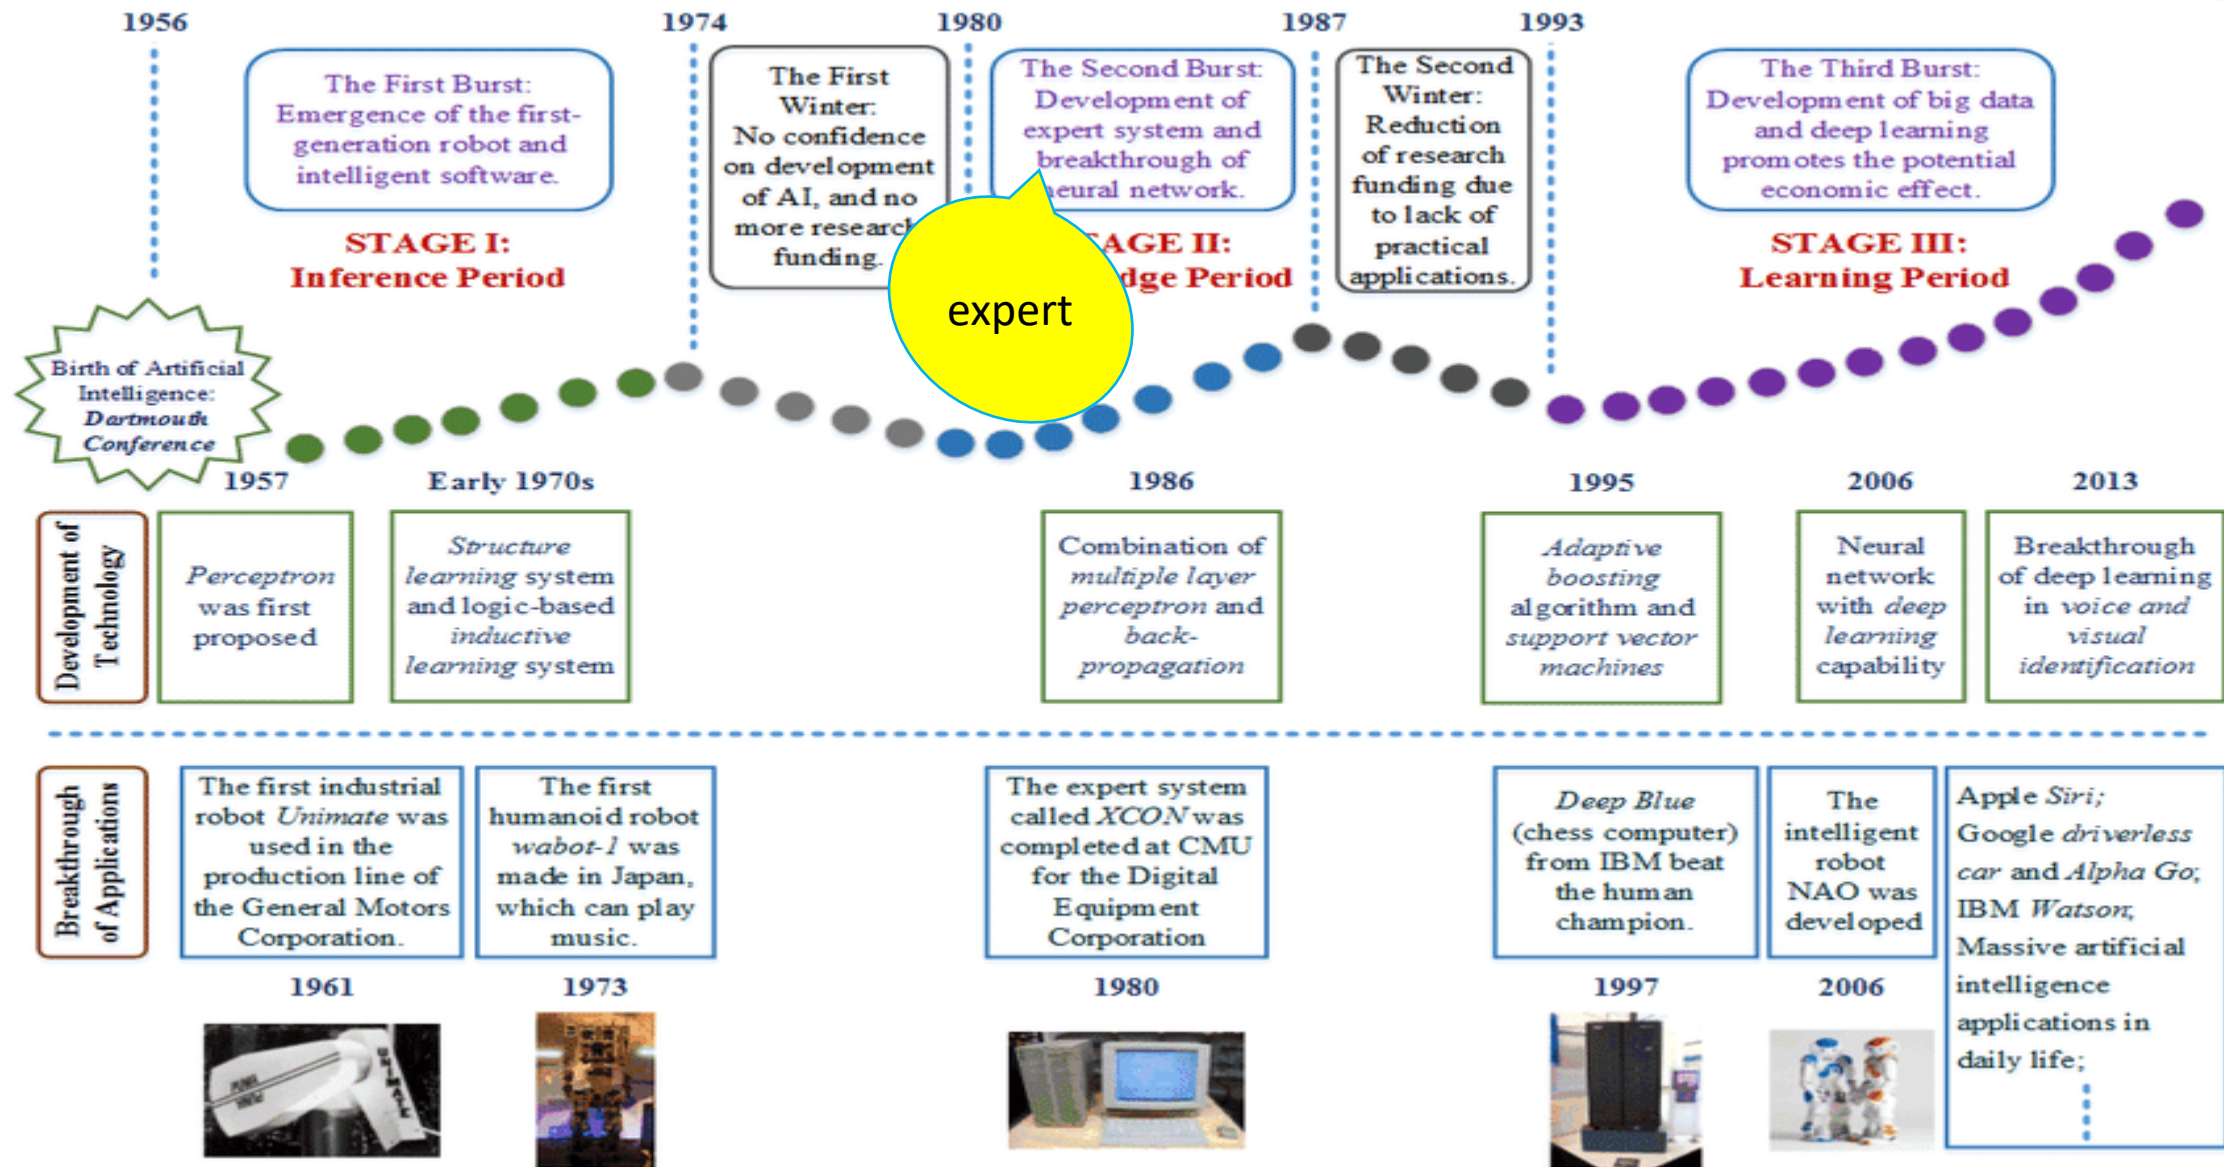 1956
1974
1980
1987
1993
The First Burst:
Emergence of the first-
generation robot and
intelligent software.
STAGE I:
Inference Period
The First
Winter:
No confidence
on development
of AI, and no
more research
funding.
The Second Burst:
Development of
expert system and
breakthrough of
neural network.
AGE II:
dge Period
expert
The Second
Winter:
Reduction
of research
funding due
to lack of
practical
applications.
The Third Burst:
Development of big data
and deep learning
promotes the potential
economic effect.
STAGE III:
Learning Period
Birth of Artificial
Intelligence:
Dartmouth
Conference
1957
Early 1970s
1986
1995
2006
2013
Development of
Technology
Perceptron
was first
proposed
Structure
learning system
and logic-based
inductive
learning system
Combination of
multiple layer
perceptron and
back-
propagation
Adaptive
boosting
algorithm and
support vector
machines
Neural
network
with deep
learning
capability
Breakthrough
of deep learning
in voice and
visual
identification
Breakthrough
of Applications
The first industrial
robot Unimate was
used in the
production line of
the General Motors
Corporation.
1961
The first
humanoid robot
wabot-1 was
made in Japan,
which can play
music.
1973
The expert system
called XCON was
completed at CMU
for the Digital
Equipment
Corporation
1980
Deep Blue
(chess computer)
from IBM beat
the human
champion.
1997
The
intelligent
robot
NAO was
developed
2006
Apple Siri;
Google driverless
car and Alpha Go;
IBM Watson;
Massive artificial
intelligence
applications in
daily life;
UNIMATE